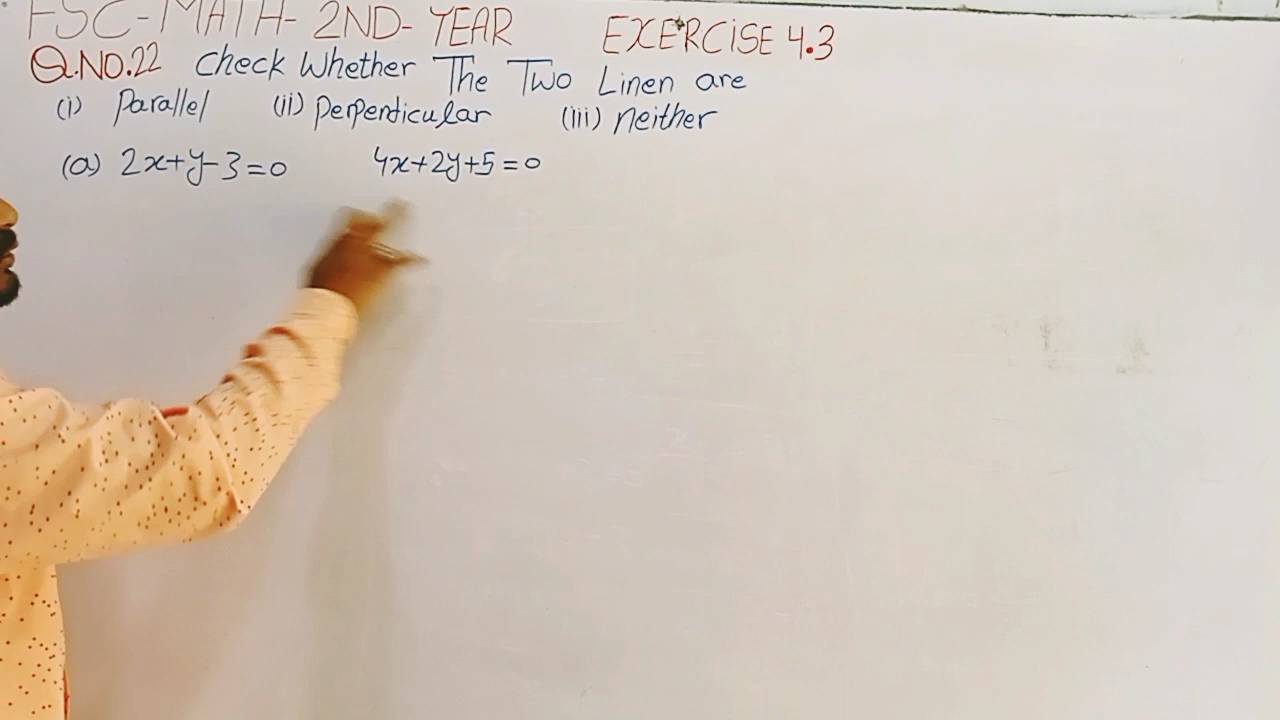 FSC-MATH-2ND-YEAR EXERCISE 4.3
Q.NO.22 Check Whether The Two Linen are
(i) Parallel (ii) Perpendicular (iii) neither
(a) 2x+y-3=0 4x+2y+5=0